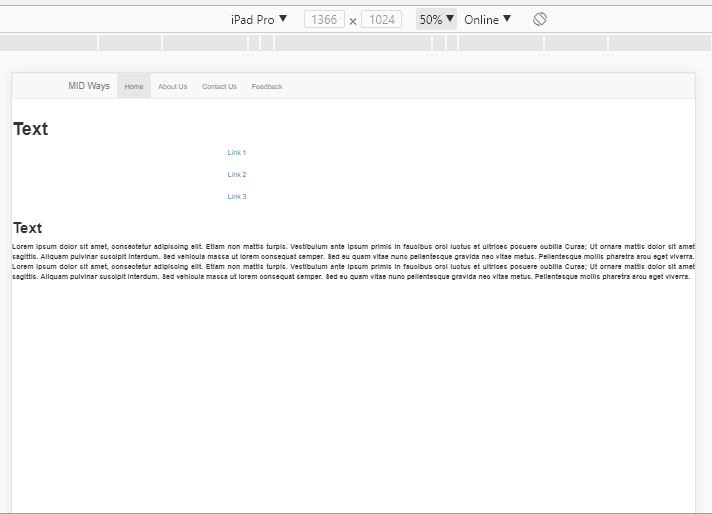 iPad Pro ▼ 1366 × 1024 50% ▼ Online ▼
MID Ways Home About Us Contact Us Feedback
Text
Link 1
Link 2
Link 3
Text
Lorem ipsum dolor sit amet, consectetur adipiscing elit. Etiam non mattis turpis. Vestibulum ante ipsum primis in faucibus orci luctus et ultrices posuere cubilia Curae; Ut ornare mattis dolor sit amet
sagittis. Aliquam pulvinar suscipit interdum. Sed vehicula massa ut lorem consequat semper. Sed eu quam vitae nunc pellentesque gravida nec vitae metus. Pellentesque mollis pharetra arcu eget viverra.
Lorem ipsum dolor sit amet, consectetur adipiscing elit. Etiam non mattis turpis. Vestibulum ante ipsum primis in faucibus orci luctus et ultrices posuere cubilia Curae; Ut ornare mattis dolor sit amet
sagittis. Aliquam pulvinar suscipit interdum. Sed vehicula massa ut lorem consequat semper. Sed eu quam vitae nunc pellentesque gravida nec vitae metus. Pellentesque mollis pharetra arcu eget viverra.